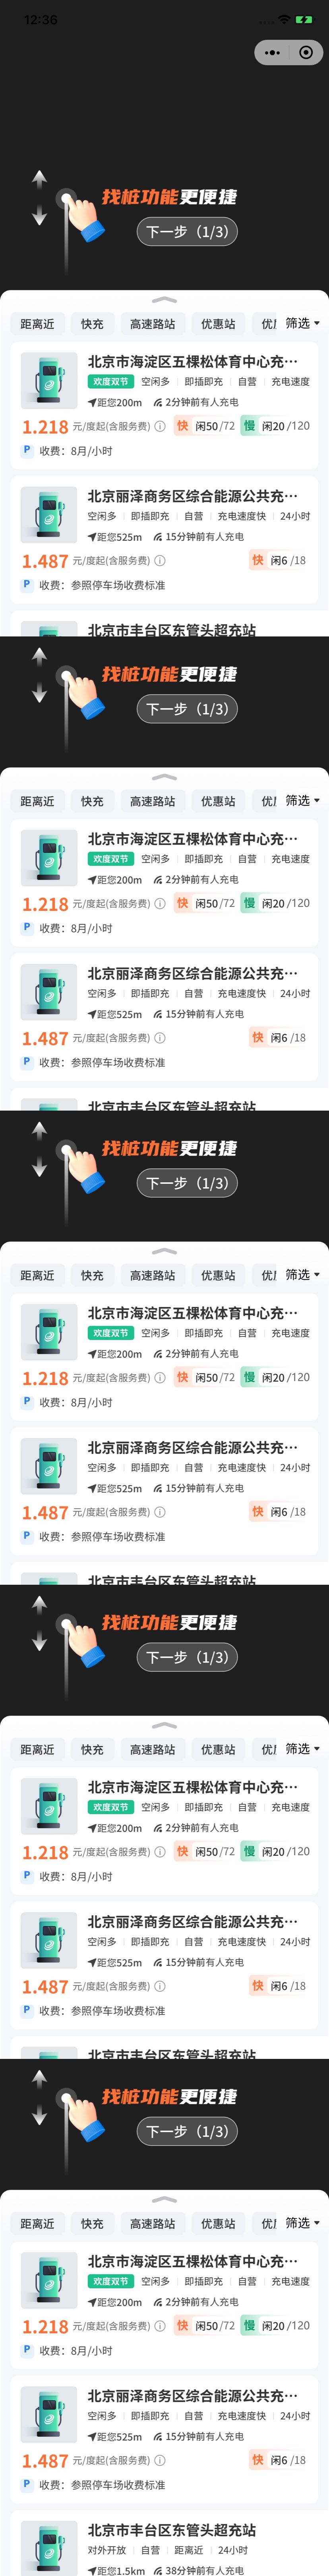 12:36
找桩功能更便捷
下一步（1/3）
距离近 快充 高速路站 优惠站 筛选
北京市海淀区五棵松体育中心充…
欢度双节 空闲多 即插即充 自营 充电速度
距您200m 2分钟前有人充电
1.218 元/度起(含服务费) 快 闲50/72 慢 闲20/120
P 收费：8月/小时
北京丽泽商务区综合能源公共充…
空闲多 即插即充 自营 充电速度快 24小时
距您525m 15分钟前有人充电
1.487 元/度起(含服务费) 快 闲6/18
P 收费：参照停车场收费标准
北京市丰台区东管头超充站
找桩功能更便捷
下一步（1/3）
距离近 快充 高速路站 优惠站 筛选
北京市海淀区五棵松体育中心充…
欢度双节 空闲多 即插即充 自营 充电速度
距您200m 2分钟前有人充电
1.218 元/度起(含服务费) 快 闲50/72 慢 闲20/120
P 收费：8月/小时
北京丽泽商务区综合能源公共充…
空闲多 即插即充 自营 充电速度快 24小时
距您525m 15分钟前有人充电
1.487 元/度起(含服务费) 快 闲6/18
P 收费：参照停车场收费标准
北京市丰台区东管头超充站
找桩功能更便捷
下一步（1/3）
距离近 快充 高速路站 优惠站 筛选
北京市海淀区五棵松体育中心充…
欢度双节 空闲多 即插即充 自营 充电速度
距您200m 2分钟前有人充电
1.218 元/度起(含服务费) 快 闲50/72 慢 闲20/120
P 收费：8月/小时
北京丽泽商务区综合能源公共充…
空闲多 即插即充 自营 充电速度快 24小时
距您525m 15分钟前有人充电
1.487 元/度起(含服务费) 快 闲6/18
P 收费：参照停车场收费标准
北京市丰台区东管头超充站
找桩功能更便捷
下一步（1/3）
距离近 快充 高速路站 优惠站 筛选
北京市海淀区五棵松体育中心充…
欢度双节 空闲多 即插即充 自营 充电速度
距您200m 2分钟前有人充电
1.218 元/度起(含服务费) 快 闲50/72 慢 闲20/120
P 收费：8月/小时
北京丽泽商务区综合能源公共充…
空闲多 即插即充 自营 充电速度快 24小时
距您525m 15分钟前有人充电
1.487 元/度起(含服务费) 快 闲6/18
P 收费：参照停车场收费标准
北京市丰台区东管头超充站
找桩功能更便捷
下一步（1/3）
距离近 快充 高速路站 优惠站 筛选
北京市海淀区五棵松体育中心充…
欢度双节 空闲多 即插即充 自营 充电速度
距您200m 2分钟前有人充电
1.218 元/度起(含服务费) 快 闲50/72 慢 闲20/120
P 收费：8月/小时
北京丽泽商务区综合能源公共充…
空闲多 即插即充 自营 充电速度快 24小时
距您525m 15分钟前有人充电
1.487 元/度起(含服务费) 快 闲6/18
P 收费：参照停车场收费标准
北京市丰台区东管头超充站
对外开放 自营 距离近 24小时
距您1.5km 38分钟前有人充电